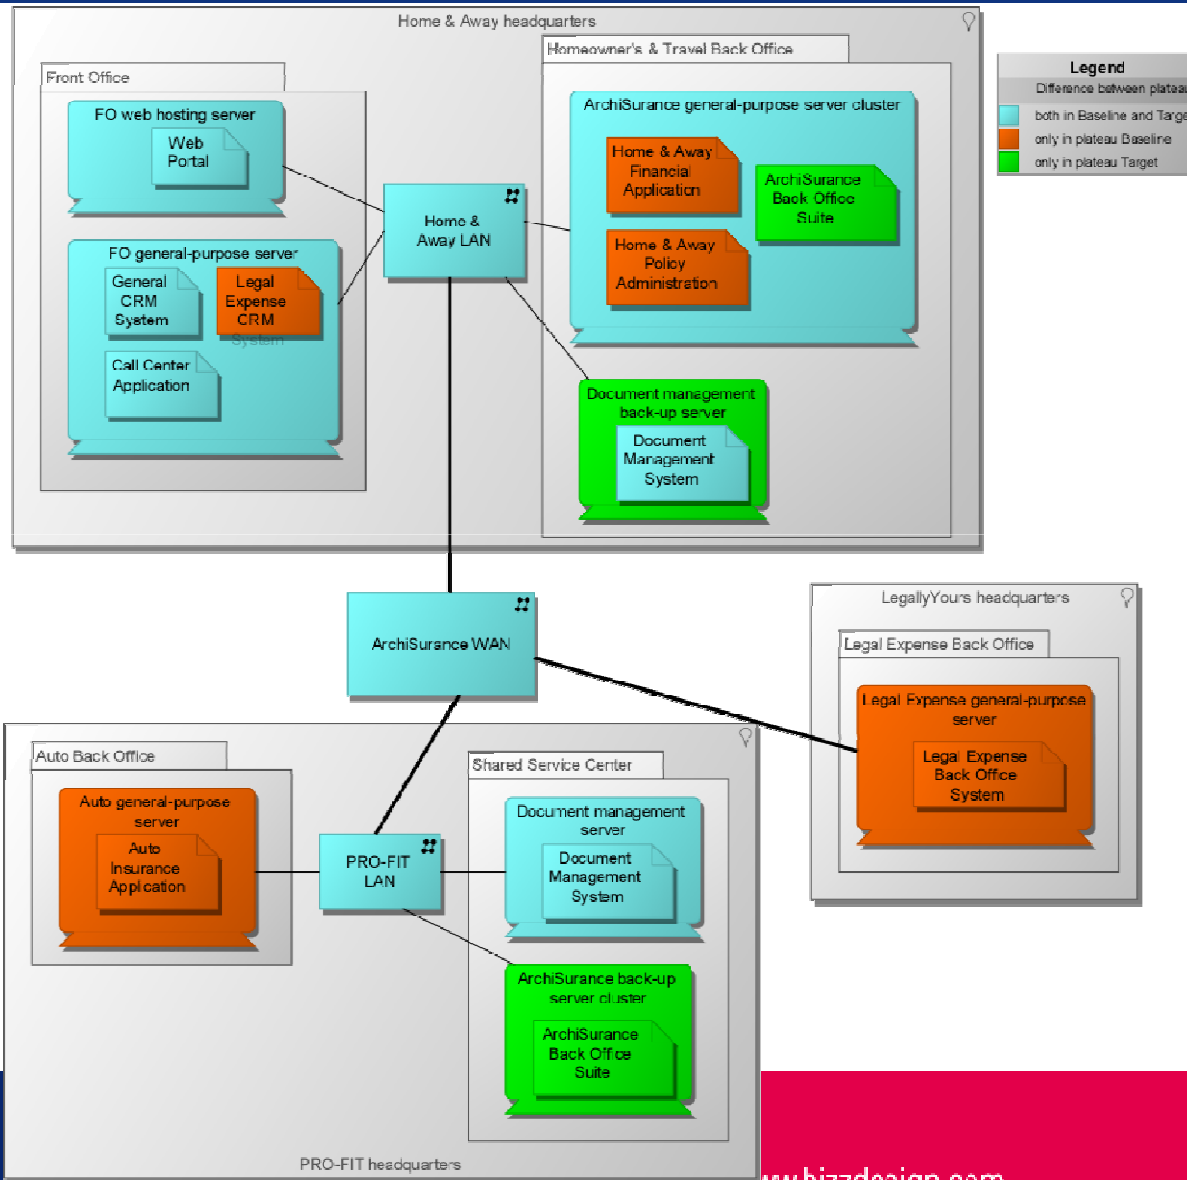 Home & Away headquarters
Homeowner's & Travel Back Office
Front Office
Legend
Difference between
both in Baseline and
only in plateau Baseline
only in plateau Target
FO web hosting server
Web
Portal
ArchiSurance general-purpose server cluster
Home & Away
Financial
Application
ArchiSurance
Back Office
Suite
Home & Away
Policy
Administration
Home &
Away LAN
FO general-purpose server
General
CRM
System
Legal
Expense
CRM
System
Call Center
Application
Document management
back-up server
Document
Management
System
ArchiSurance WAN
LegallyYours headquarters
Legal Expense Back Office
Legal Expense general-purpose
server
Legal Expense
Back Office
System
Auto Back Office
Auto general-purpose
server
Auto
Insurance
Application
PRO-FIT
LAN
Shared Service Center
Document management
server
Document
Management
System
ArchiSurance back-up
server cluster
ArchiSurance
Back Office
Suite
PRO-FIT headquarters